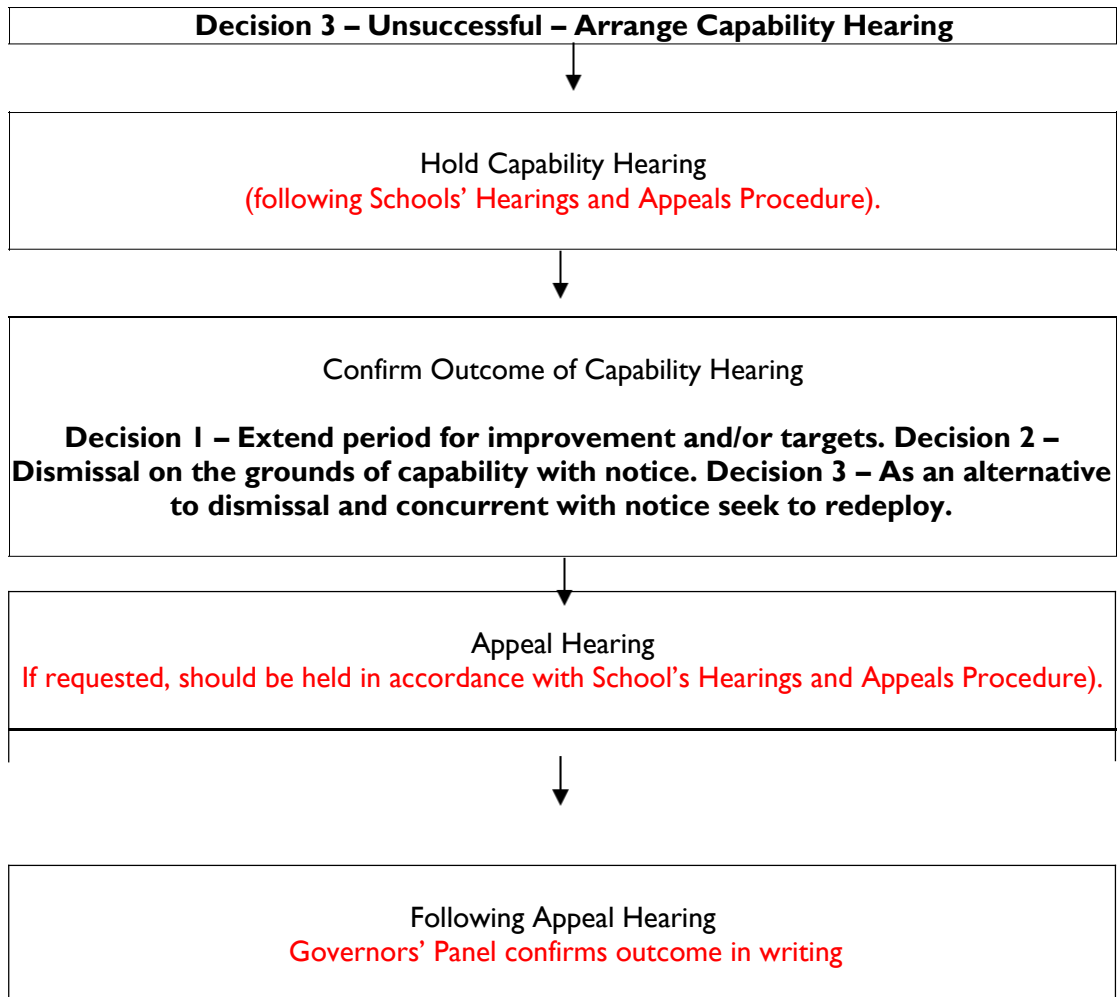 Decision 3 – Unsuccessful – Arrange Capability Hearing
Hold Capability Hearing
(following Schools’ Hearings and Appeals Procedure).
Confirm Outcome of Capability Hearing
Decision 1 – Extend period for improvement and/or targets. Decision 2 –
Dismissal on the grounds of capability with notice. Decision 3 – As an alternative
to dismissal and concurrent with notice seek to redeploy.
Appeal Hearing
If requested, should be held in accordance with School’s Hearings and Appeals Procedure).
Following Appeal Hearing
Governors’ Panel confirms outcome in writing